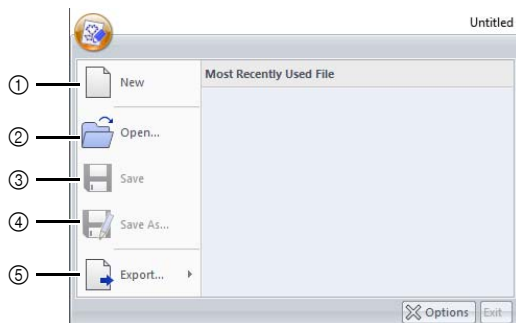 Untitled
Most Recently Used File
① New
② Open...
③ Save
④ Save As...
⑤ Export...
Options Exit